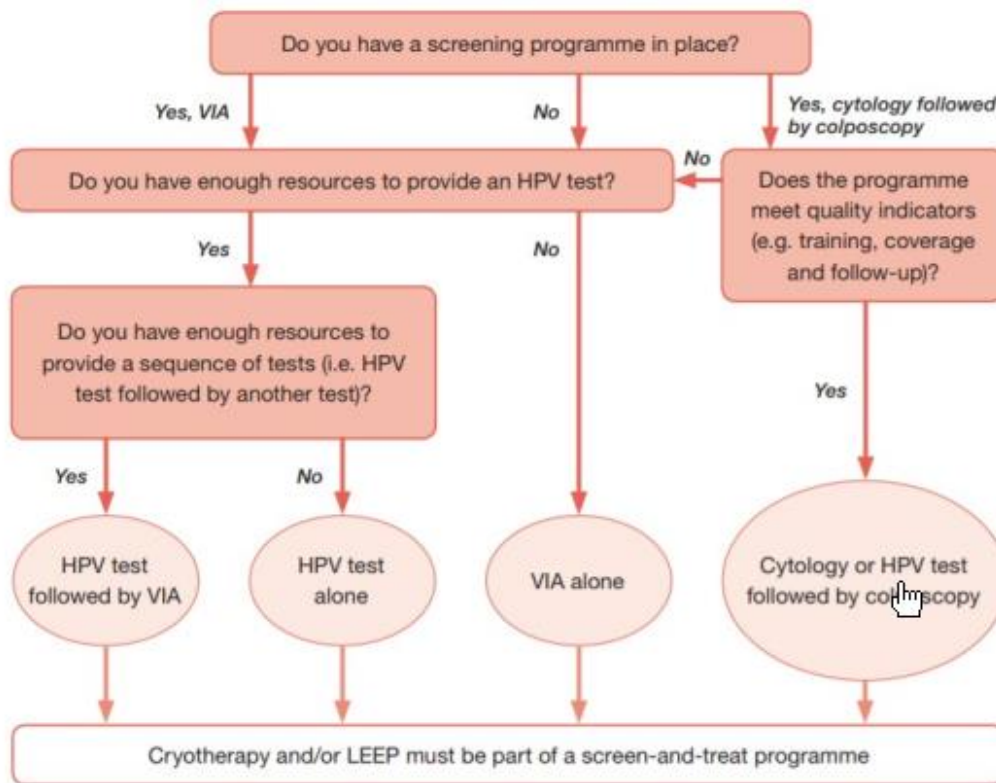 Do you have a screening programme in place?
Yes, VIA
No
Yes, cytology followed
by colposcopy
Do you have enough resources to provide an HPV test?
No
Does the programme
meet quality indicators
(e.g. training, coverage
and follow-up)?
Yes
No
Do you have enough resources to
provide a sequence of tests (i.e. HPV
test followed by another test)?
Yes
Yes
No
HPV test
followed by VIA
HPV test
alone
VIA alone
Cytology or HPV test
followed by colposcopy
Cryotherapy and/or LEEP must be part of a screen-and-treat programme